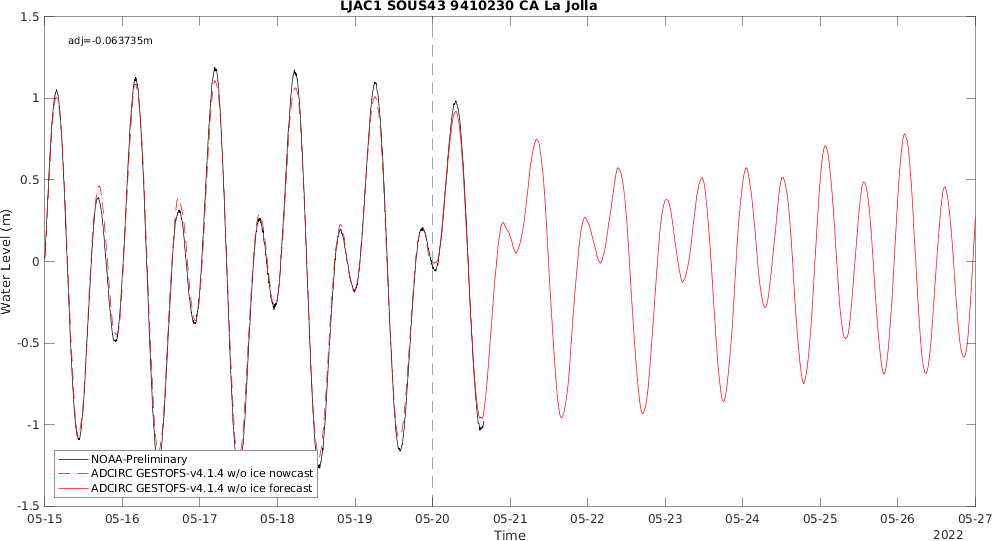 LJAC1 SOUS43 9410230 CA La Jolla
adj=-0.063735m
1.5
1
0.5
0
-0.5
-1
-1.5
Water Level (m)
NOAA-Preliminary
ADCIRC GESTOFS-v4.1.4 w/o ice nowcast
ADCIRC GESTOFS-v4.1.4 w/o ice forecast
05-15 05-16 05-17 05-18 05-19 05-20 05-21 05-22 05-23 05-24 05-25 05-26 05-27
Time
2022